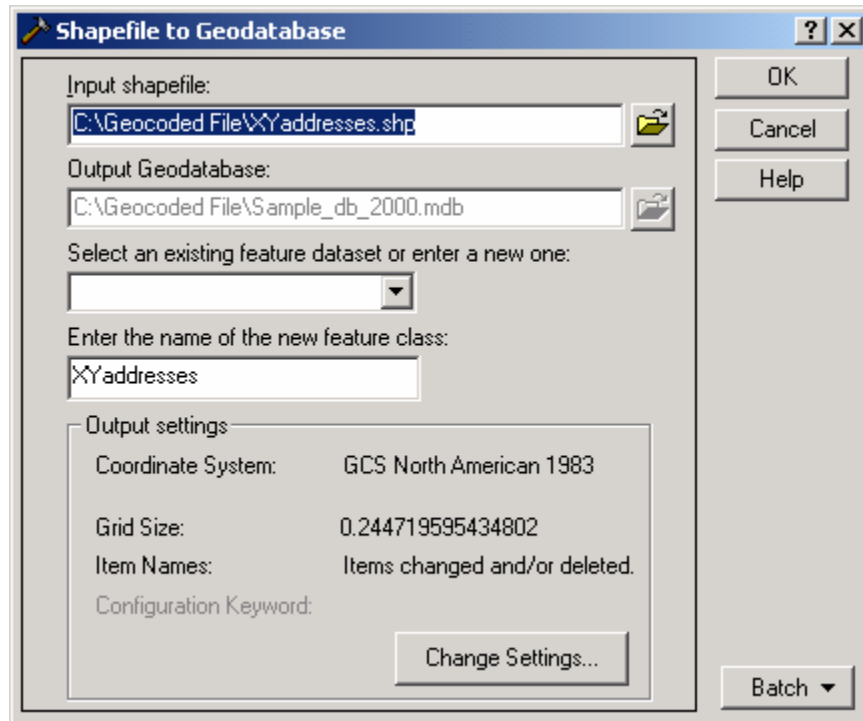 Shapefile to Geodatabase
Input shapefile:
C:\Geocoded File\XYaddresses.shp
Output Geodatabase:
C:\Geocoded File\Sample_db_2000.mdb
Select an existing feature dataset or enter a new one:
Enter the name of the new feature class:
XYaddresses
Output settings
Coordinate System: GCS North American 1983
Grid Size: 0.244719595434802
Item Names: Items changed and/or deleted.
Configuration Keyword:
Change Settings...
OK
Cancel
Help
Batch